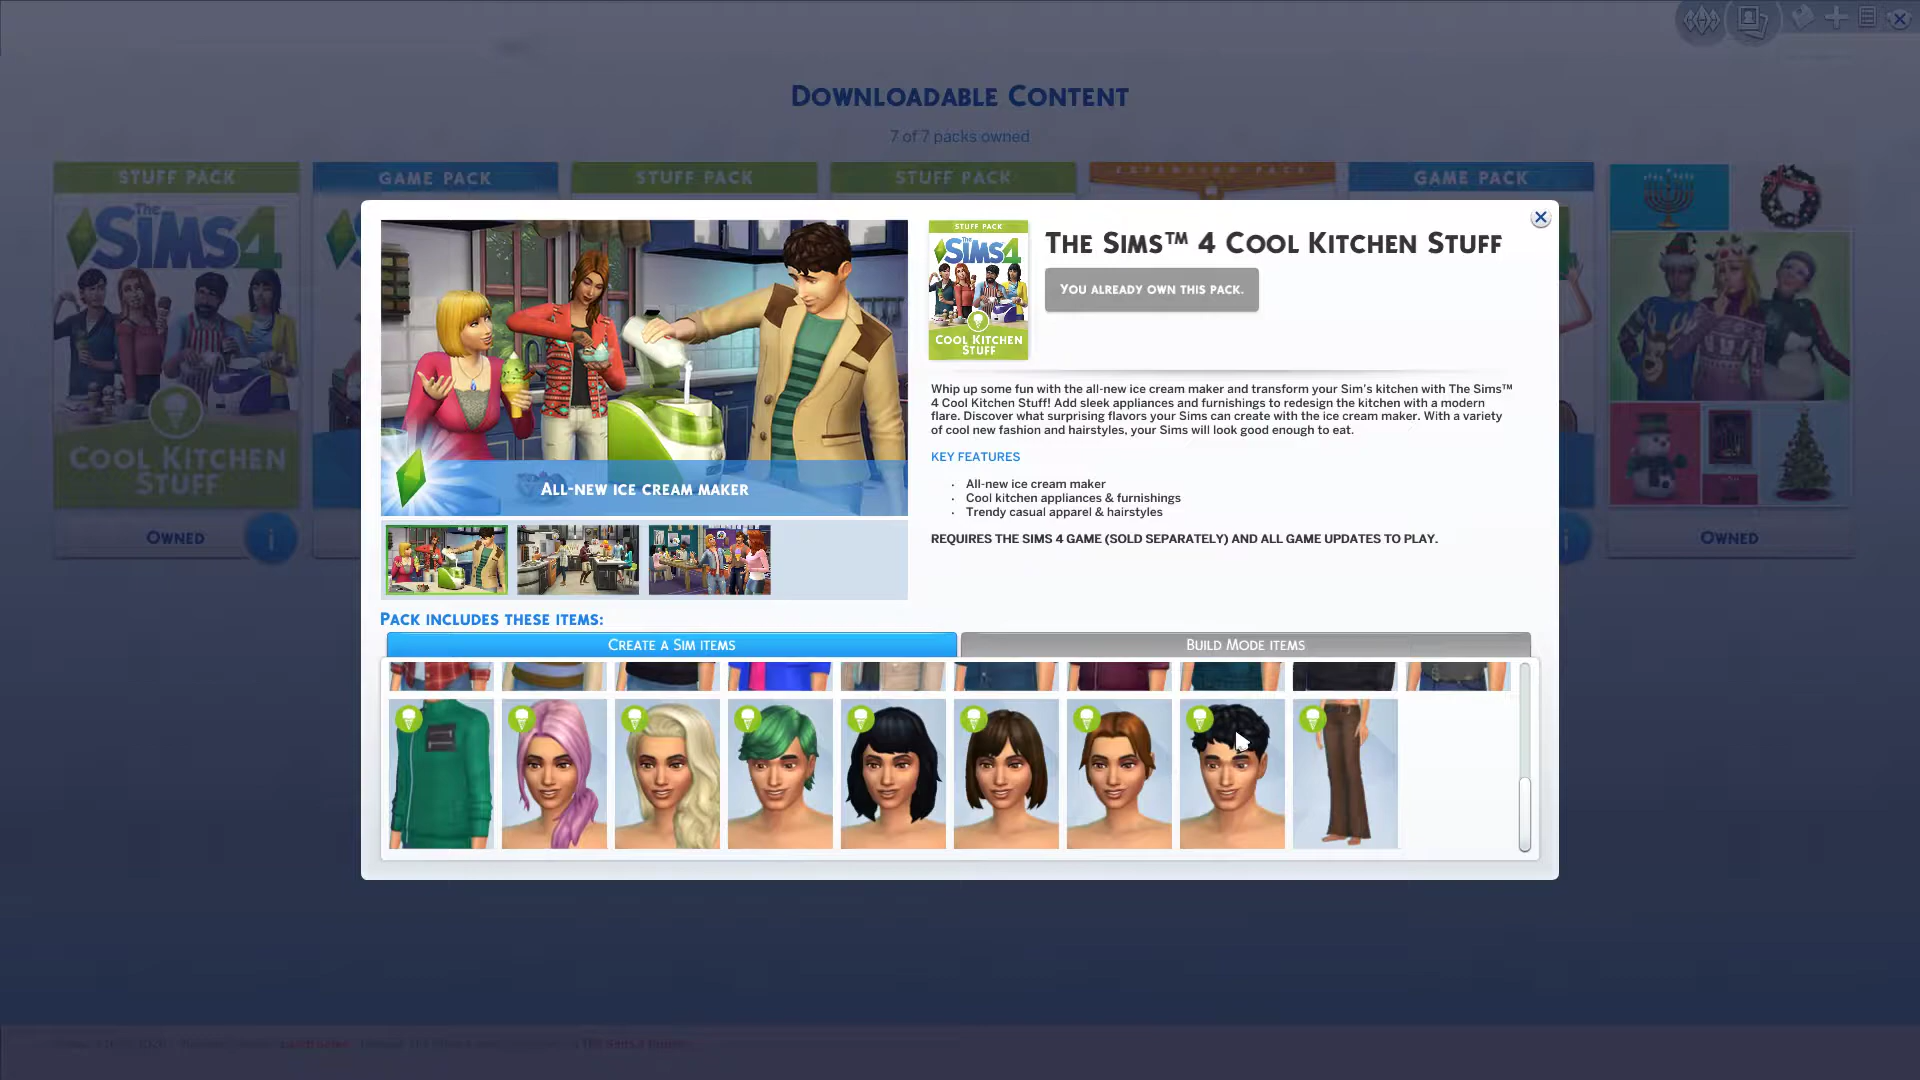 DOWNLOADABLE CONTENT
7 of 7 packs owned
STUFF PACK
GAME PACK
STUFF PACK
STUFF PACK
EXPANSION PACK
GAME PACK
THE SIMS 4
COOL KITCHEN
STUFF
OWNED
i
OWNED
ALL-NEW ICE CREAM MAKER
STUFF PACK
THE SIMS 4
COOL KITCHEN
STUFF
THE SIMS™ 4 COOL KITCHEN STUFF
YOU ALREADY OWN THIS PACK.
Whip up some fun with the all-new ice cream maker and transform your Sim's kitchen with The Sims™
4 Cool Kitchen Stuff! Add sleek appliances and furnishings to redesign the kitchen with a modern
flare. Discover what surprising flavors your Sims can create with the ice cream maker. With a variety
of cool new fashion and hairstyles, your Sims will look good enough to eat.
KEY FEATURES
· All-new ice cream maker
· Cool kitchen appliances & furnishings
· Trendy casual apparel & hairstyles
REQUIRES THE SIMS 4 GAME (SOLD SEPARATELY) AND ALL GAME UPDATES TO PLAY.
PACK INCLUDES THESE ITEMS:
CREATE A SIM ITEMS
BUILD MODE ITEMS